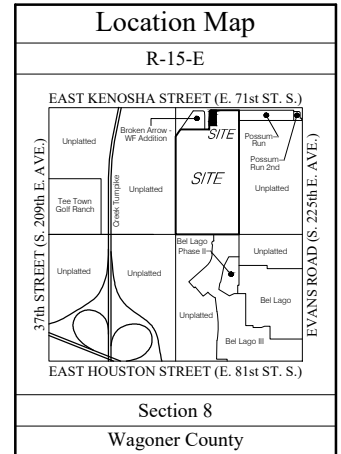 Location Map
R-15-E
EAST KENOSHA STREET (E. 71st ST. S.)
Unplatted
Broken Arrow -
WF Addition
SITE
Possum-
Run
Possum-
Run 2nd
Creek Turnpike
Unplatted
SITE
Unplatted
Tee Town
Golf Ranch
37th STREET (S. 209th E. AVE.)
EVANS ROAD (S. 225th E. AVE.)
Unplatted
Unplatted
Bel Lago
Phase II
Unplatted
Bel Lago
Unplatted
Bel Lago III
EAST HOUSTON STREET (E. 81st ST. S.)
Section 8
Wagoner County